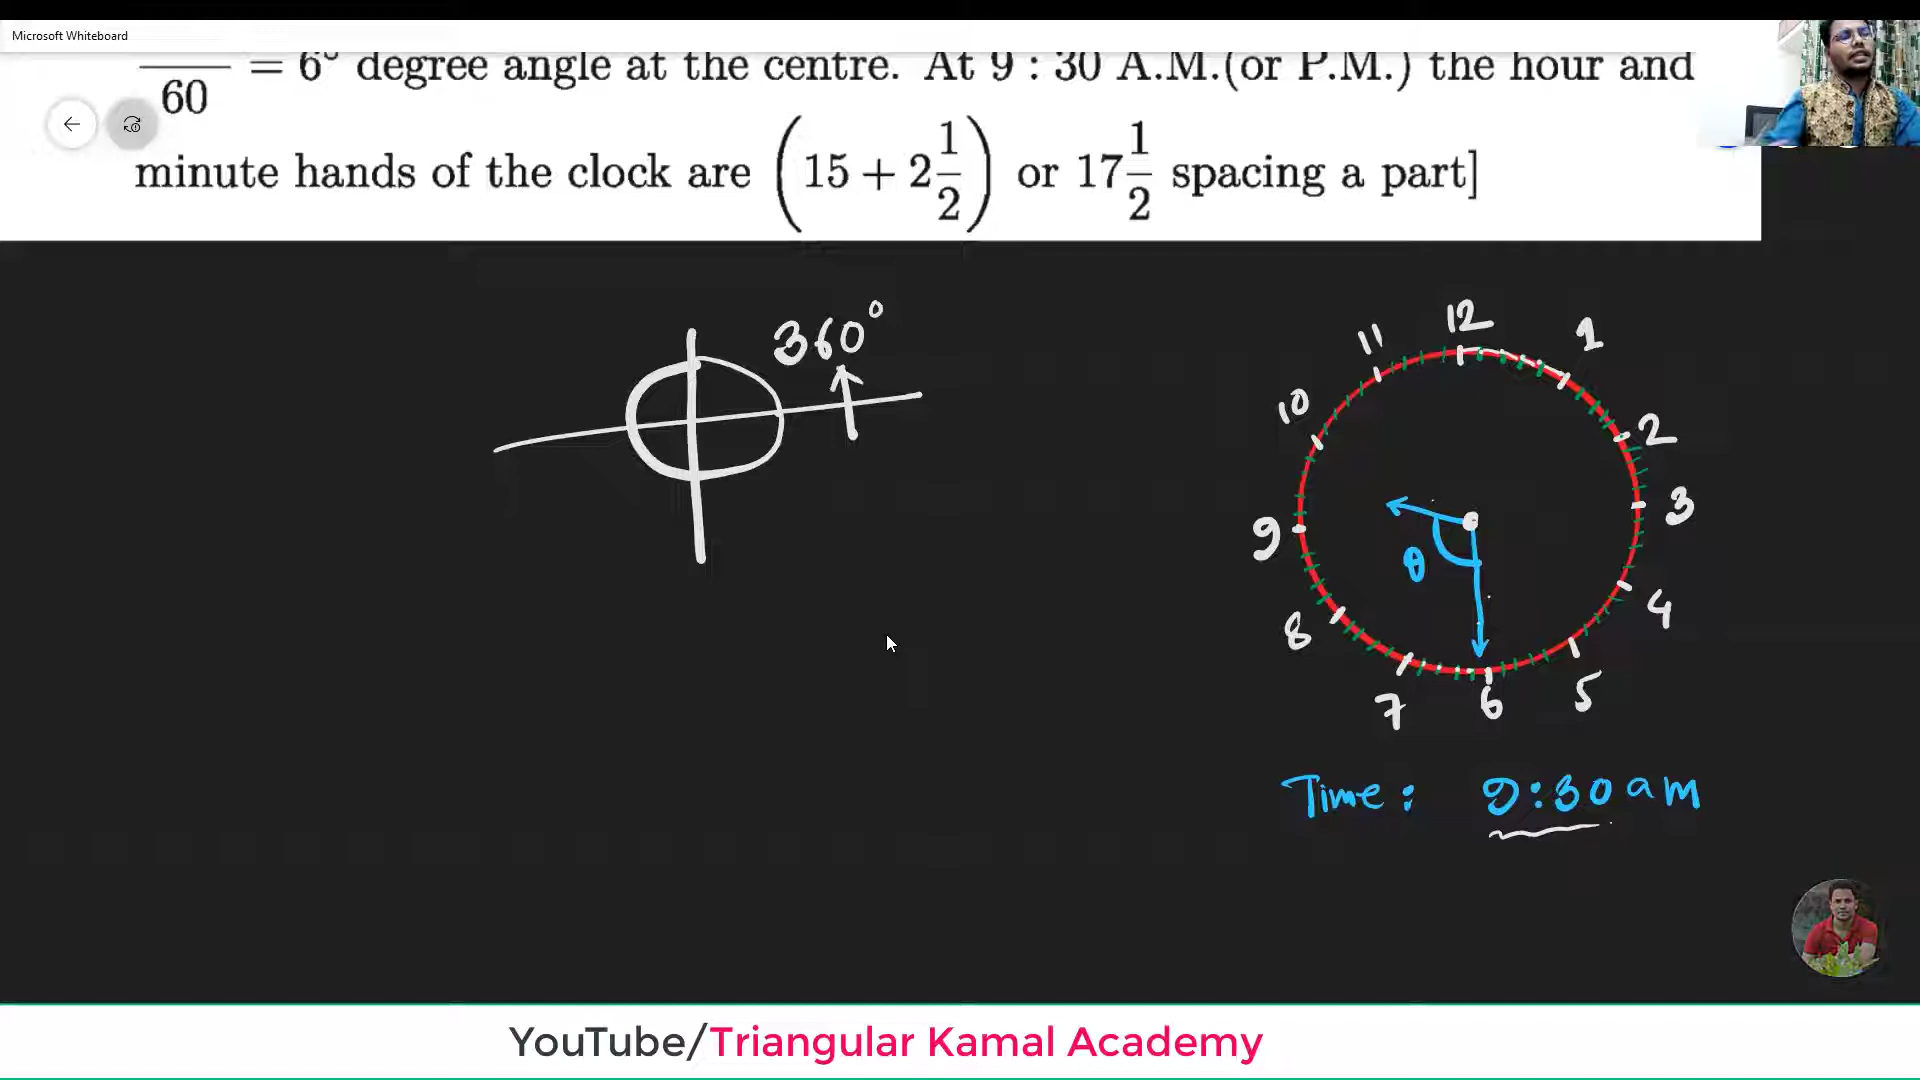 Microsoft Whiteboard
60 = 6° degree angle at the centre. At 9 : 30 A.M.(or P.M.) the hour and
minute hands of the clock are (15 + 2 1/2) or 17 1/2 spacing a part]
360°
12
11
1
10
2
3
9
θ
8
4
7
6
5
Time: 9:30 am
YouTube/Triangular Kamal Academy